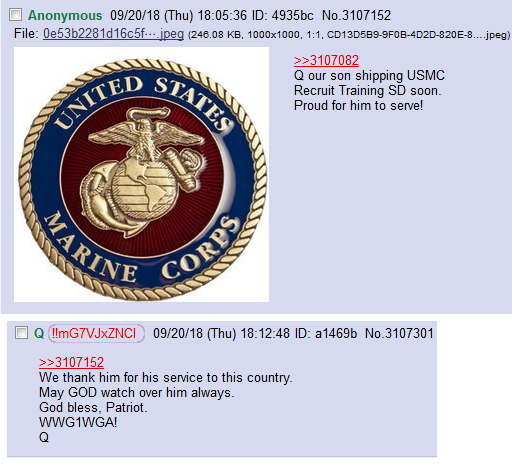 Anonymous 09/20/18 (Thu) 18:05:36 ID: 4935bc No.3107152
File: 0e53b2281d16c5f···.jpeg (246.08 KB, 1000x1000, 1:1, CD13D5B9-9F0B-4D2D-820E-8….jpeg)
UNITED STATES
MARINE CORPS
>>3107082
Q our son shipping USMC
Recruit Training SD soon.
Proud for him to serve!
Q !!mG7VJxZNCI 09/20/18 (Thu) 18:12:48 ID: a1469b No.3107301
>>3107152
We thank him for his service to this country.
May GOD watch over him always.
God bless, Patriot.
WWG1WGA!
Q